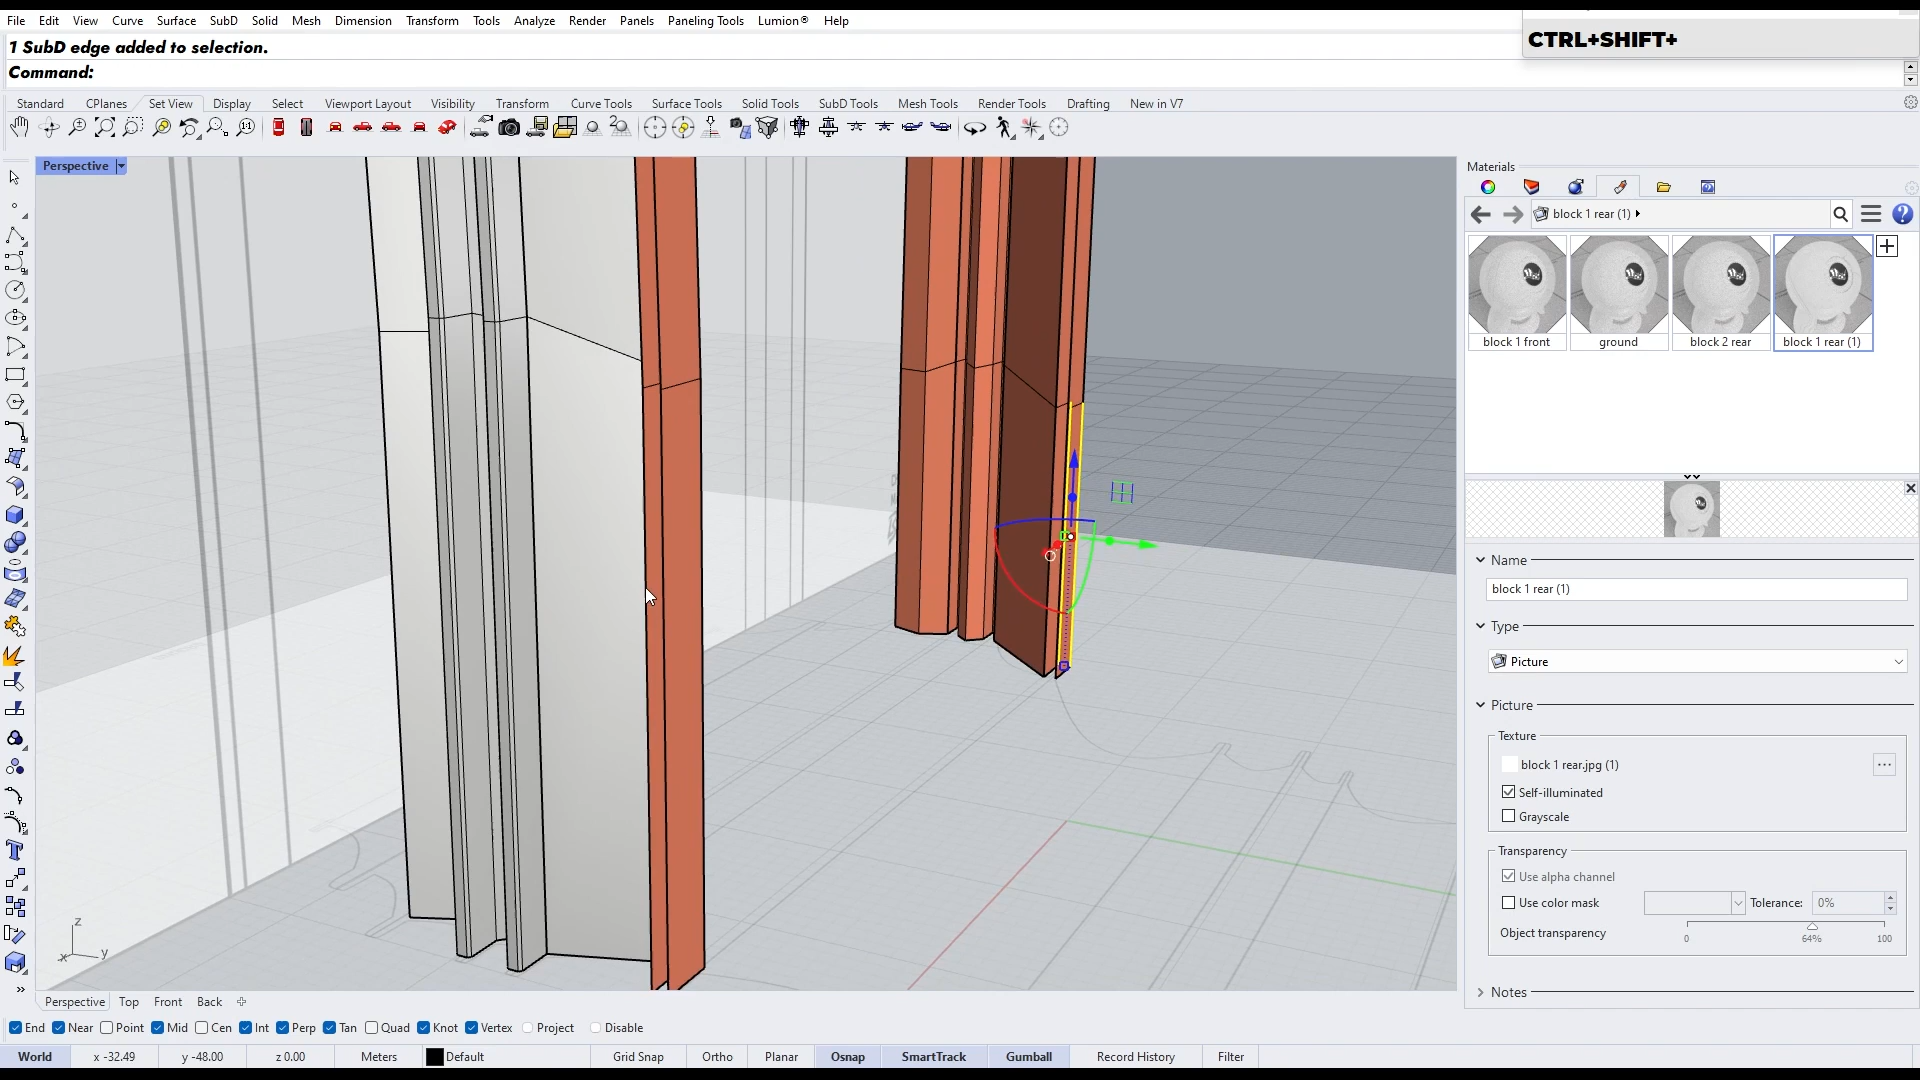 File Edit View Curve Surface SubD Solid Mesh Dimension Transform Tools Analyze Render Panels Paneling Tools Lumion® Help
1 SubD edge added to selection.
CTRL+SHIFT+
Command:
Standard CPlanes Set View Display Select Viewport Layout Visibility Transform Curve Tools Surface Tools Solid Tools SubD Tools Mesh Tools Render Tools Drafting New in V7
Perspective
Materials
block 1 rear (1)
block 1 front ground block 2 rear block 1 rear (1)
Name
block 1 rear (1)
Type
Picture
Picture
Texture
block 1 rear.jpg (1)
Self-illuminated
Grayscale
Transparency
Use alpha channel
Use color mask Tolerance: 0%
Object transparency 0 64% 100
Notes
z
x y
Perspective Top Front Back
End Near Point Mid Cen Int Perp Tan Quad Knot Vertex Project Disable
World x -32.49 y -48.00 z 0.00 Meters Default Grid Snap Ortho Planar Osnap SmartTrack Gumball Record History Filter